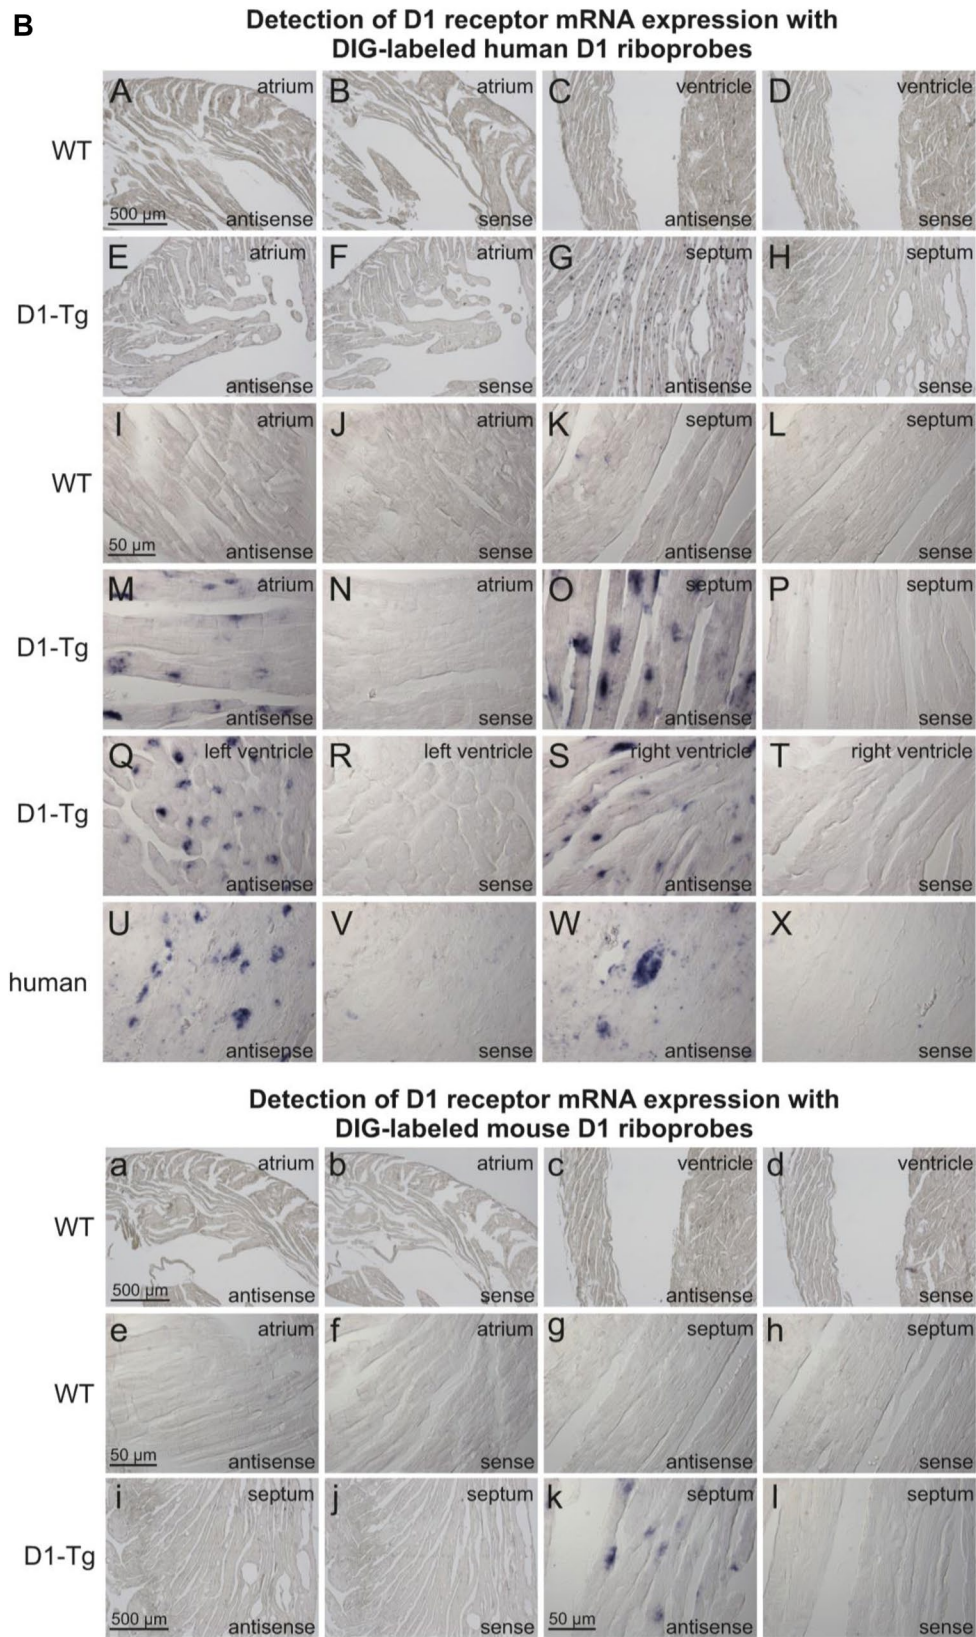 B
Detection of D1 receptor mRNA expression with
DIG-labeled human D1 riboprobes
WT
A atrium B atrium C ventricle D ventricle
500 µm antisense sense antisense sense
D1-Tg
E atrium F atrium G septum H septum
antisense sense antisense sense
WT
I atrium J atrium K septum L septum
50 µm antisense sense antisense sense
D1-Tg
M atrium N atrium O septum P septum
antisense sense antisense sense
D1-Tg
Q left ventricle R left ventricle S right ventricle T right ventricle
antisense sense antisense sense
human
U V W X
antisense sense antisense sense
Detection of D1 receptor mRNA expression with
DIG-labeled mouse D1 riboprobes
WT
a atrium b atrium c ventricle d ventricle
500 µm antisense sense antisense sense
WT
e atrium f atrium g septum h septum
50 µm antisense sense antisense sense
D1-Tg
i septum j septum k septum l septum
500 µm antisense sense 50 µm antisense sense